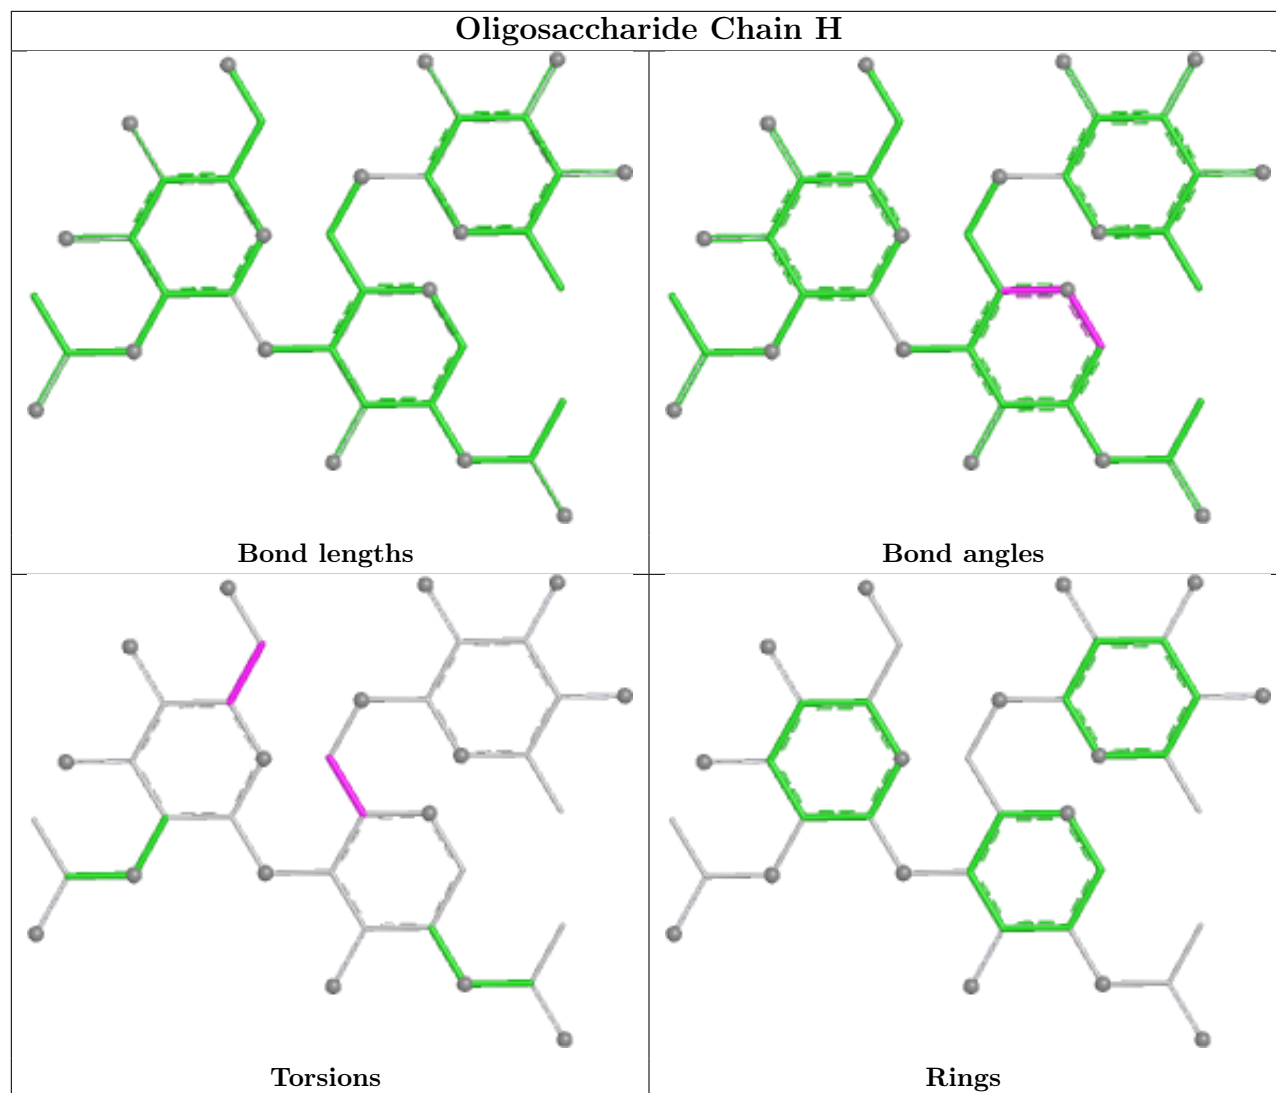 Oligosaccharide Chain H
Bond lengths
Bond angles
Torsions
Rings